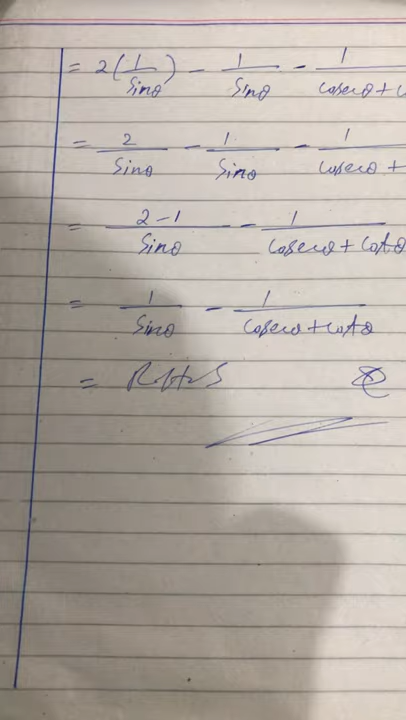 = 2(1/Sinθ) - 1/Sinθ - 1/cosecθ+c
= 2/Sinθ - 1/Sinθ - 1/cosecθ+
= 2-1/Sinθ - 1/cosecθ+cotθ
= 1/Sinθ - 1/cosecθ+cotθ
= R.H.S